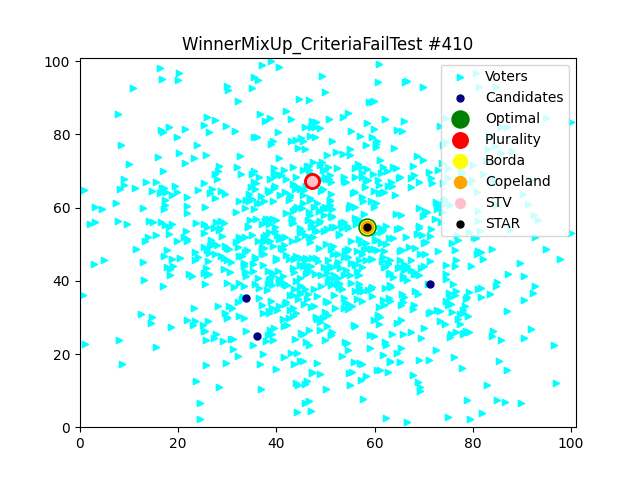 WinnerMixUp_CriteriaFailTest #410
100
80
60
40
20
0
0 20 40 60 80 100
Voters
Candidates
Optimal
Plurality
Borda
Copeland
STV
STAR